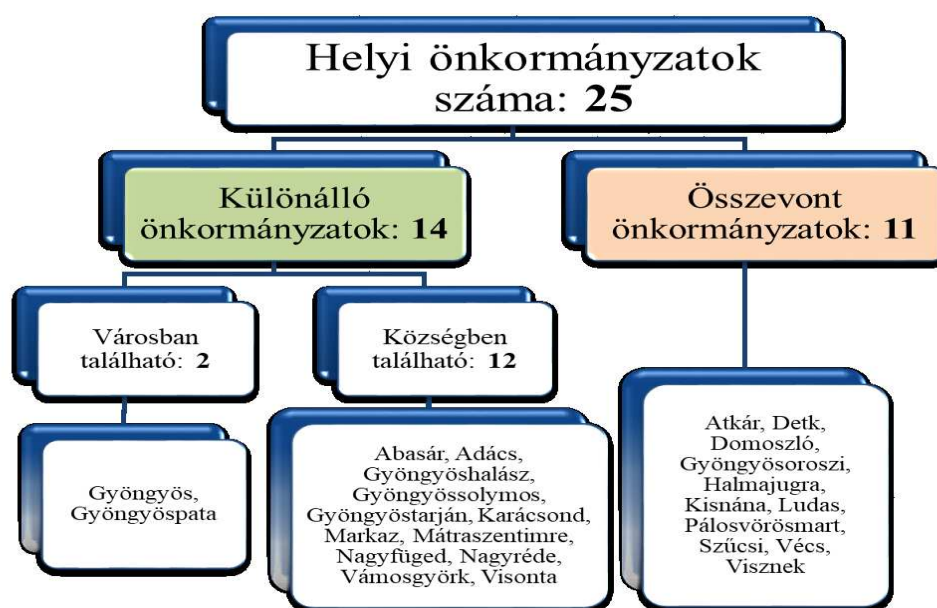 Helyi önkormányzatok
száma: 25
Különálló
önkormányzatok: 14
Összevont
önkormányzatok: 11
Városban
található: 2
Községben
található: 12
Gyöngyös,
Gyöngyöspata
Abasár, Adács,
Gyöngyöshalász,
Gyöngyössolymos,
Gyöngyöstarján, Karácsond,
Markaz, Mátraszentimre,
Nagyfüged, Nagyréde,
Vámosgyörk, Visonta
Atkár, Detk,
Domoszló,
Gyöngyösoroszi,
Halmajugra,
Kisnána, Ludas,
Pálosvörösmart,
Szűcsi, Vécs,
Visznek